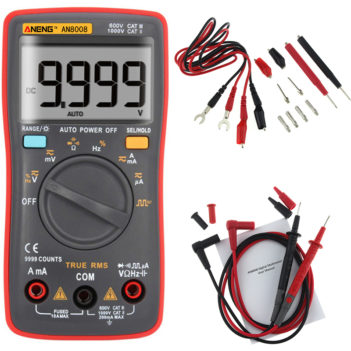 ANENG™ AN8008
600V CAT III
1000V CAT II
DC
9.999
AUTO
V
RANGE/
AUTO POWER OFF
SEL/HOLD
Ω
Hz
%
mV
A
mA
V
μA
OFF
CE
9999 COUNTS
TRUE RMS
A mA
COM
μA
VΩHz
FUSED
10A MAX
600V CAT III
1000V CAT II
200mA MAX